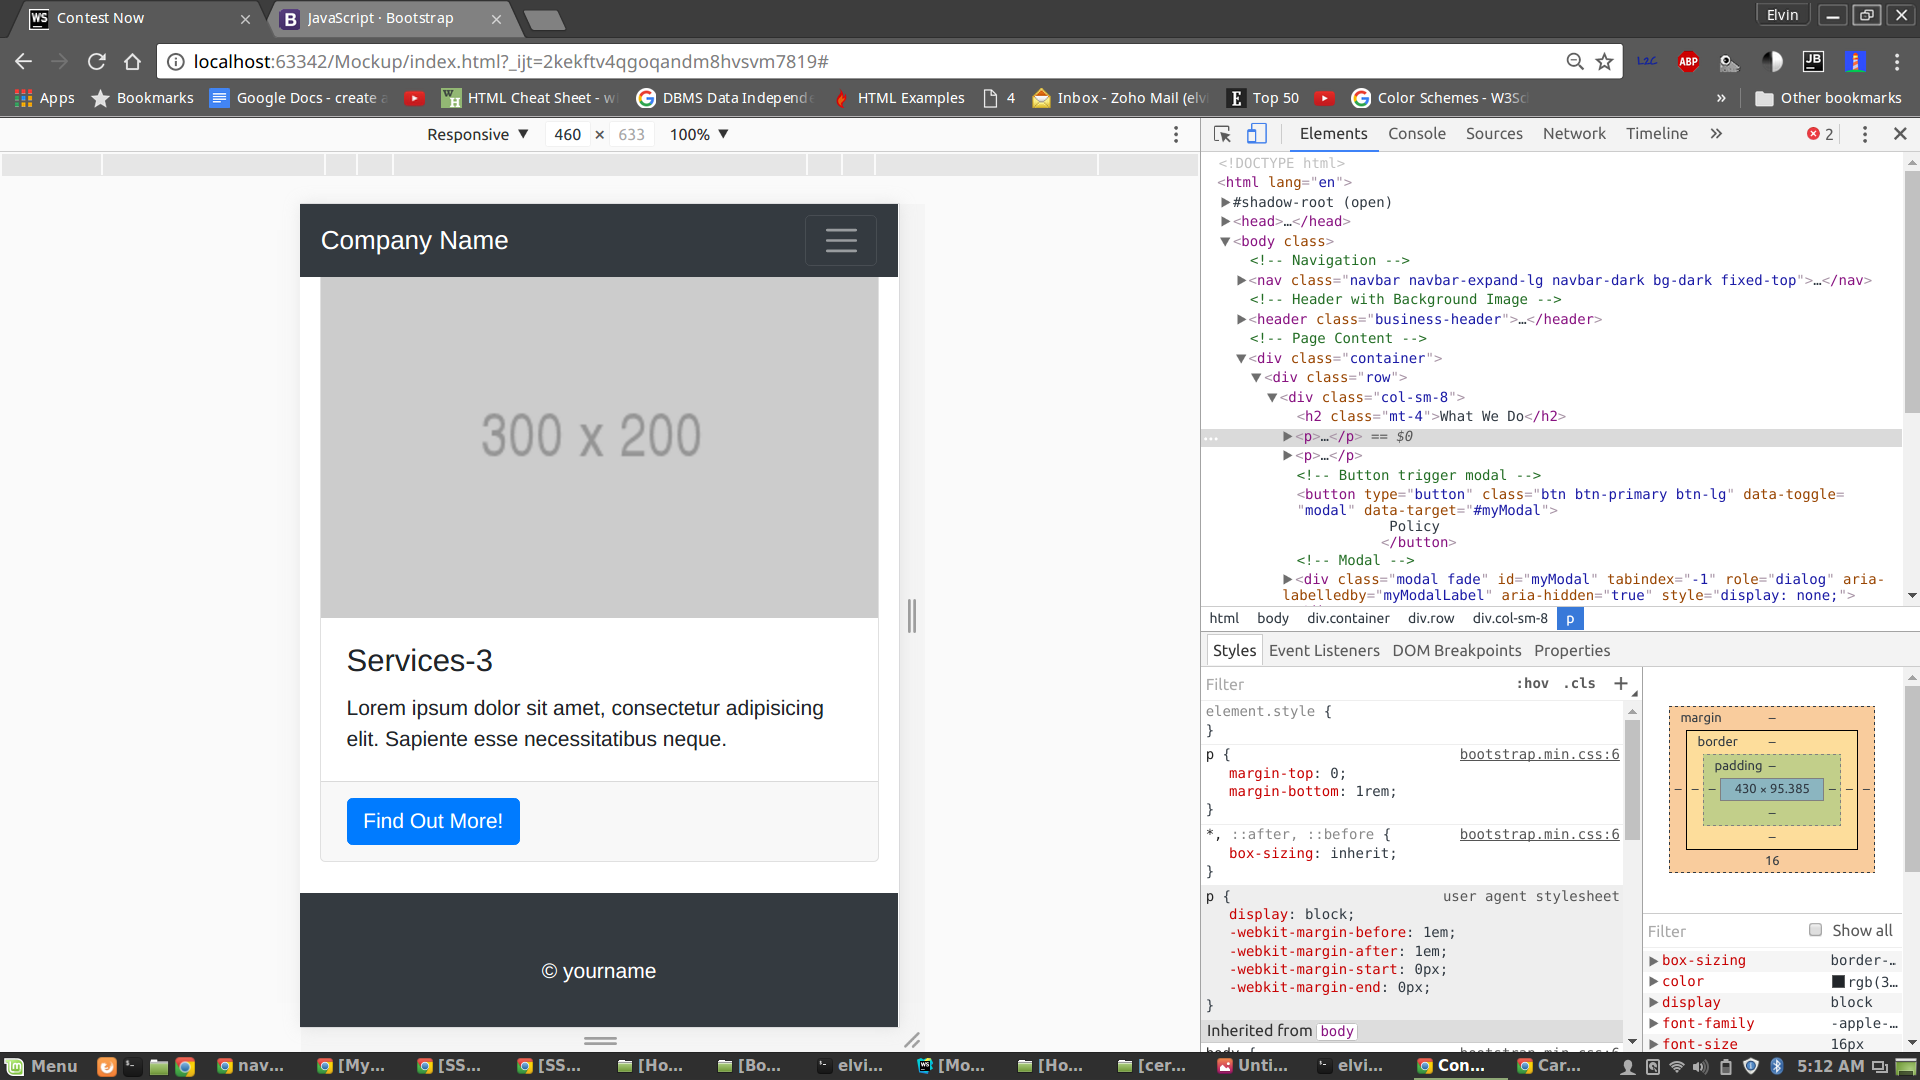 Contest Now
JavaScript · Bootstrap
Elvin
localhost:63342/Mockup/index.html?_ijt=2kekftv4qgoqandm8hvsvm7819#
Apps
Bookmarks
Google Docs - create a
HTML Cheat Sheet - w
DBMS Data Independ
HTML Examples
4
Inbox - Zoho Mail (elv
Top 50
Color Schemes - W3Sc
» Other bookmarks
Responsive ▼ 460 × 633 100% ▼
Elements Console Sources Network Timeline » 2
Company Name
300 x 200
Services-3
Lorem ipsum dolor sit amet, consectetur adipisicing
elit. Sapiente esse necessitatibus neque.
Find Out More!
© yourname
<!DOCTYPE html>
<html lang="en">
▶#shadow-root (open)
▶<head>…</head>
▼<body class>
<!-- Navigation -->
▶<nav class="navbar navbar-expand-lg navbar-dark bg-dark fixed-top">…</nav>
<!-- Header with Background Image -->
▶<header class="business-header">…</header>
<!-- Page Content -->
▼<div class="container">
▼<div class="row">
▼<div class="col-sm-8">
<h2 class="mt-4">What We Do</h2>
… ▶<p>…</p> == $0
▶<p>…</p>
<!-- Button trigger modal -->
<button type="button" class="btn btn-primary btn-lg" data-toggle=
"modal" data-target="#myModal">
Policy
</button>
<!-- Modal -->
▶<div class="modal fade" id="myModal" tabindex="-1" role="dialog" aria-
labelledby="myModalLabel" aria-hidden="true" style="display: none;">
html body div.container div.row div.col-sm-8 p
Styles Event Listeners DOM Breakpoints Properties
Filter :hov .cls +
element.style {
}
p { bootstrap.min.css:6
margin-top: 0;
margin-bottom: 1rem;
}
*, ::after, ::before { bootstrap.min.css:6
box-sizing: inherit;
}
p { user agent stylesheet
display: block;
-webkit-margin-before: 1em;
-webkit-margin-after: 1em;
-webkit-margin-start: 0px;
-webkit-margin-end: 0px;
}
Inherited from body
margin –
border –
padding –
– – – 430 × 95.385 – – –
–
–
16
Filter Show all
▶box-sizing border-…
▶color rgb(3…
▶display block
▶font-family -apple-…
▶font-size 16px
Menu
nav...
[My...
[SS...
[SS...
[Ho...
[Bo...
elvi...
[Mo...
[Ho...
[cer...
Unti...
elvi...
Con...
Car...
5:12 AM